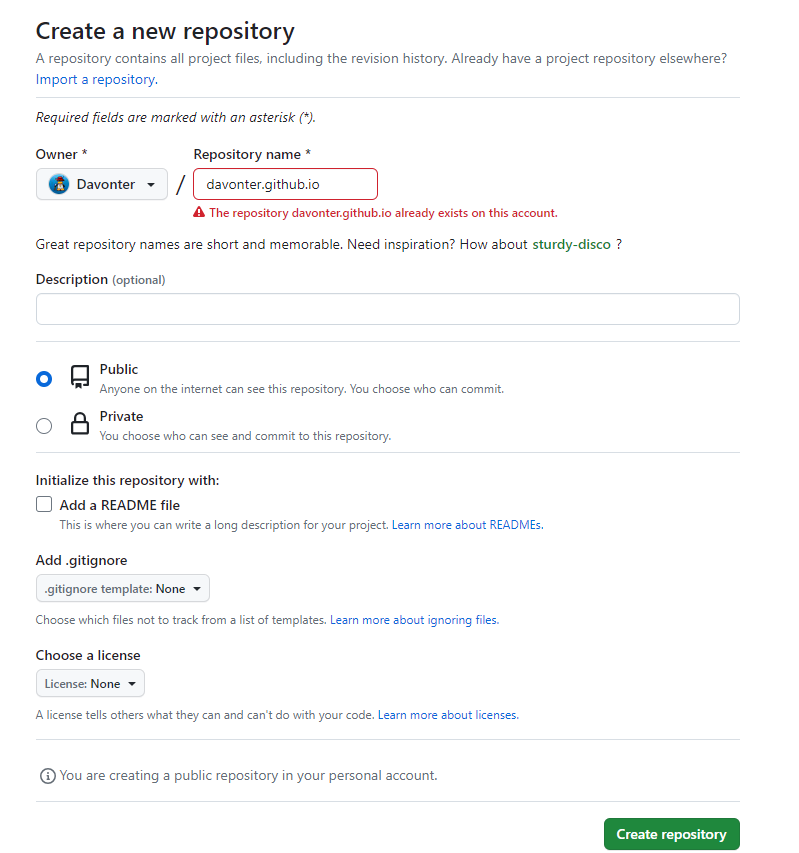 Create a new repository
A repository contains all project files, including the revision history. Already have a project repository elsewhere?
Import a repository.
Required fields are marked with an asterisk (*).
Owner *
Repository name *
Davonter
/
davonter.github.io
The repository davonter.github.io already exists on this account.
Great repository names are short and memorable. Need inspiration? How about sturdy-disco ?
Description (optional)
Public
Anyone on the internet can see this repository. You choose who can commit.
Private
You choose who can see and commit to this repository.
Initialize this repository with:
Add a README file
This is where you can write a long description for your project. Learn more about READMEs.
Add .gitignore
.gitignore template: None
Choose which files not to track from a list of templates. Learn more about ignoring files.
Choose a license
License: None
A license tells others what they can and can't do with your code. Learn more about licenses.
You are creating a public repository in your personal account.
Create repository